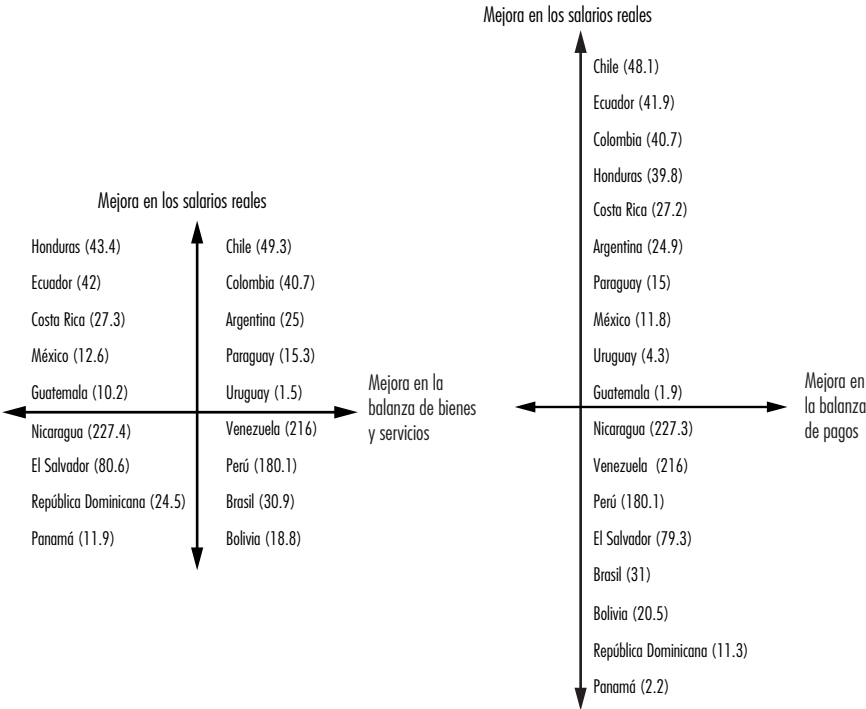 Mejora en los salarios reales
Honduras (43.4)
Ecuador (42)
Costa Rica (27.3)
México (12.6)
Guatemala (10.2)
Nicaragua (227.4)
El Salvador (80.6)
República Dominicana (24.5)
Panamá (11.9)
Chile (49.3)
Colombia (40.7)
Argentina (25)
Paraguay (15.3)
Uruguay (1.5)
Venezuela (216)
Perú (180.1)
Brasil (30.9)
Bolivia (18.8)
Mejora en la
balanza de bienes
y servicios
Mejora en los salarios reales
Chile (48.1)
Ecuador (41.9)
Colombia (40.7)
Honduras (39.8)
Costa Rica (27.2)
Argentina (24.9)
Paraguay (15)
México (11.8)
Uruguay (4.3)
Guatemala (1.9)
Nicaragua (227.3)
Venezuela (216)
Perú (180.1)
El Salvador (79.3)
Brasil (31)
Bolivia (20.5)
República Dominicana (11.3)
Panamá (2.2)
Mejora en
la balanza
de pagos